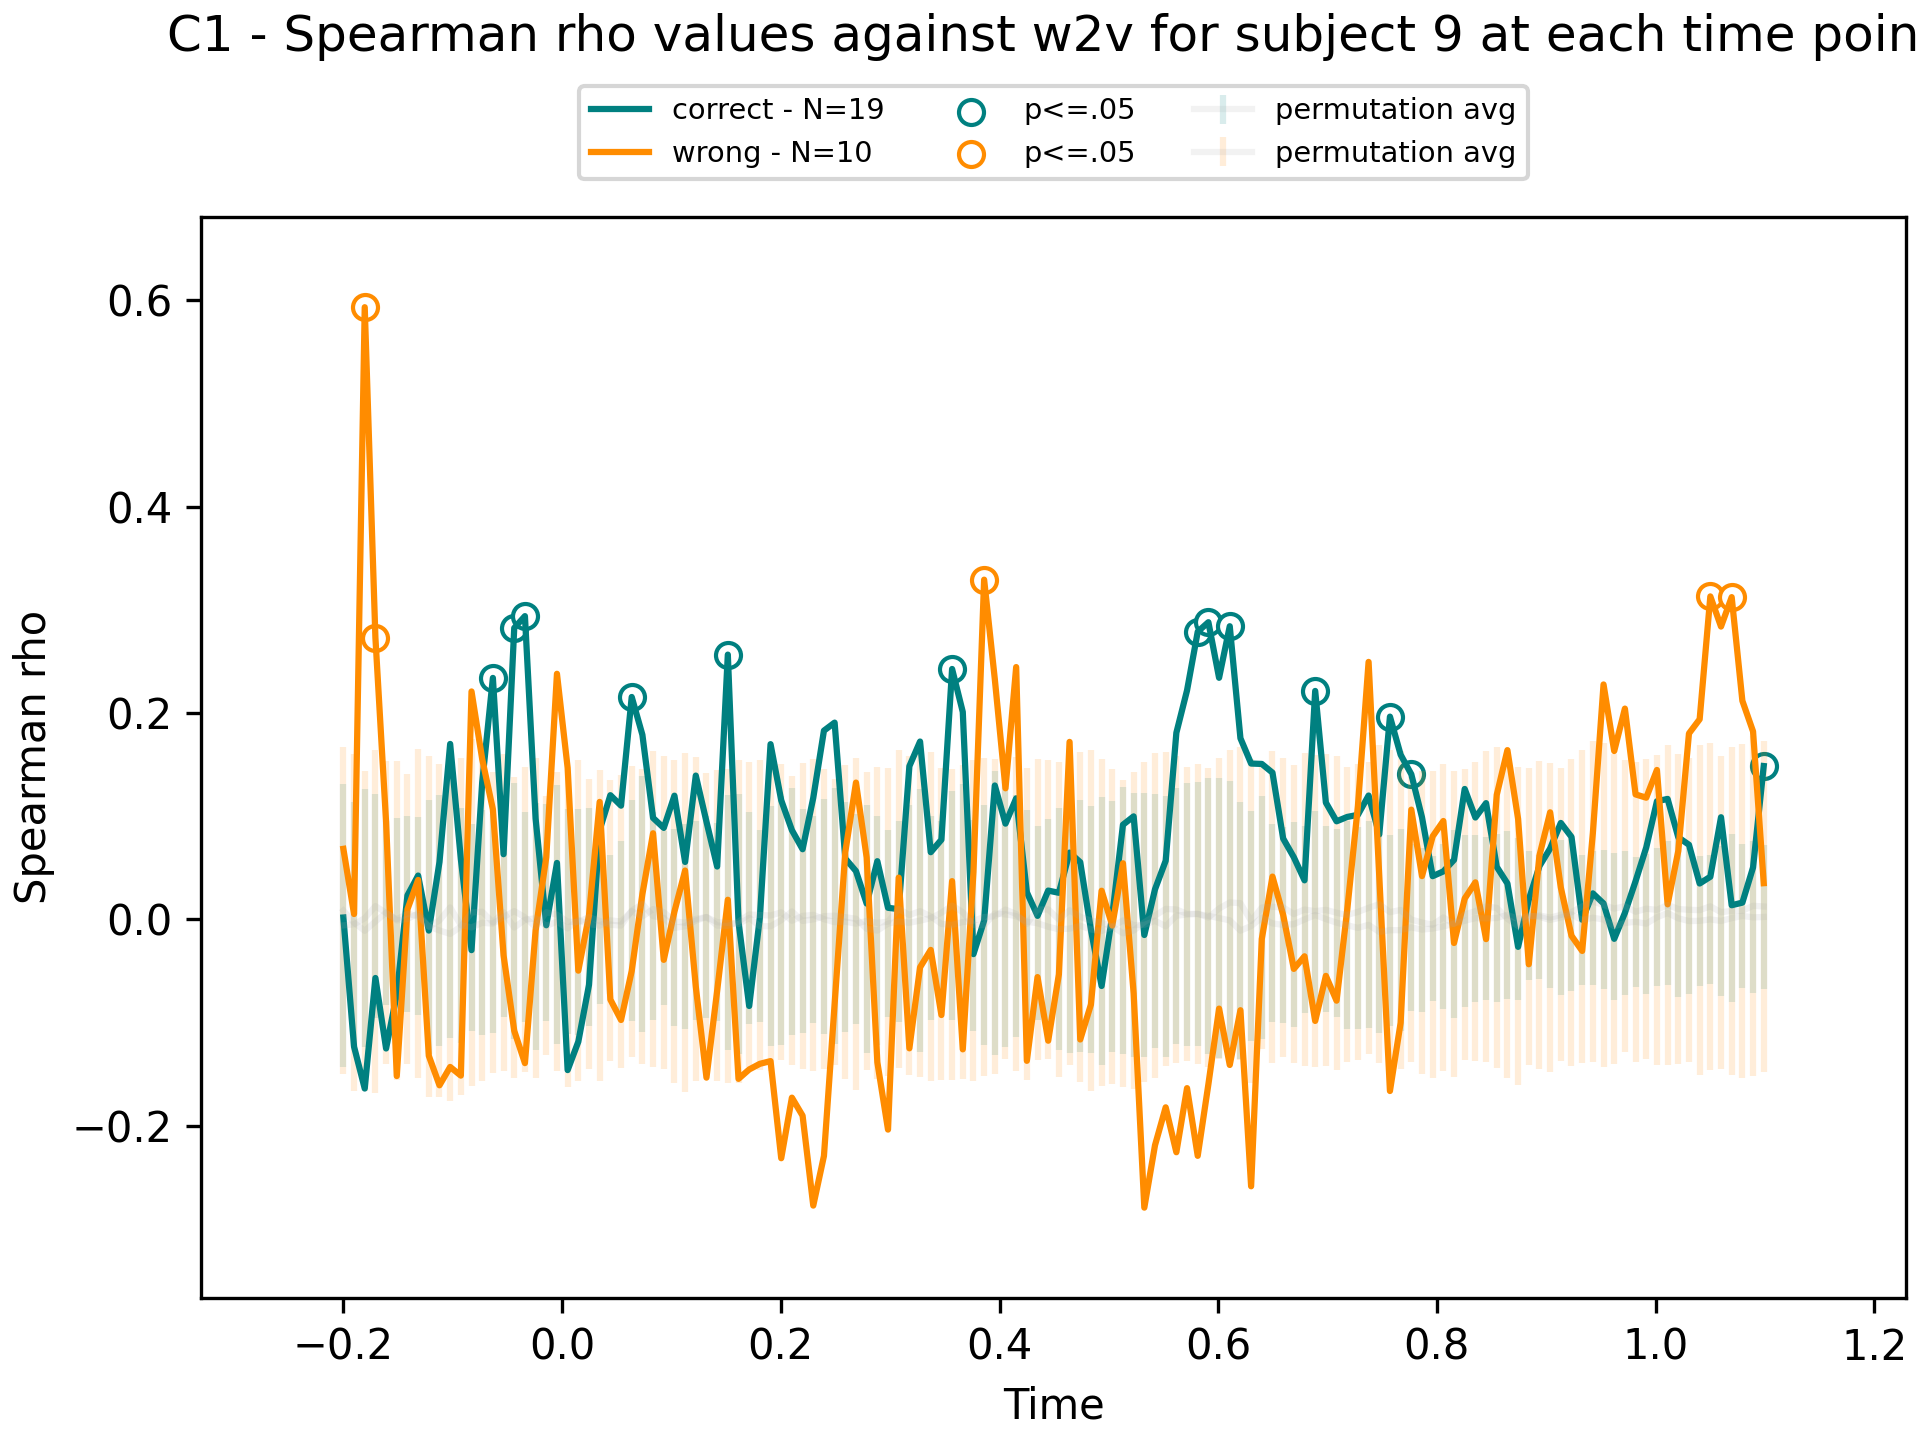 C1 - Spearman rho values against w2v for subject 9 at each time poin
correct - N=19
wrong - N=10
p<=.05
p<=.05
permutation avg
permutation avg
Spearman rho
0.6
0.4
0.2
0.0
−0.2
−0.2 0.0 0.2 0.4 0.6 0.8 1.0 1.2
Time